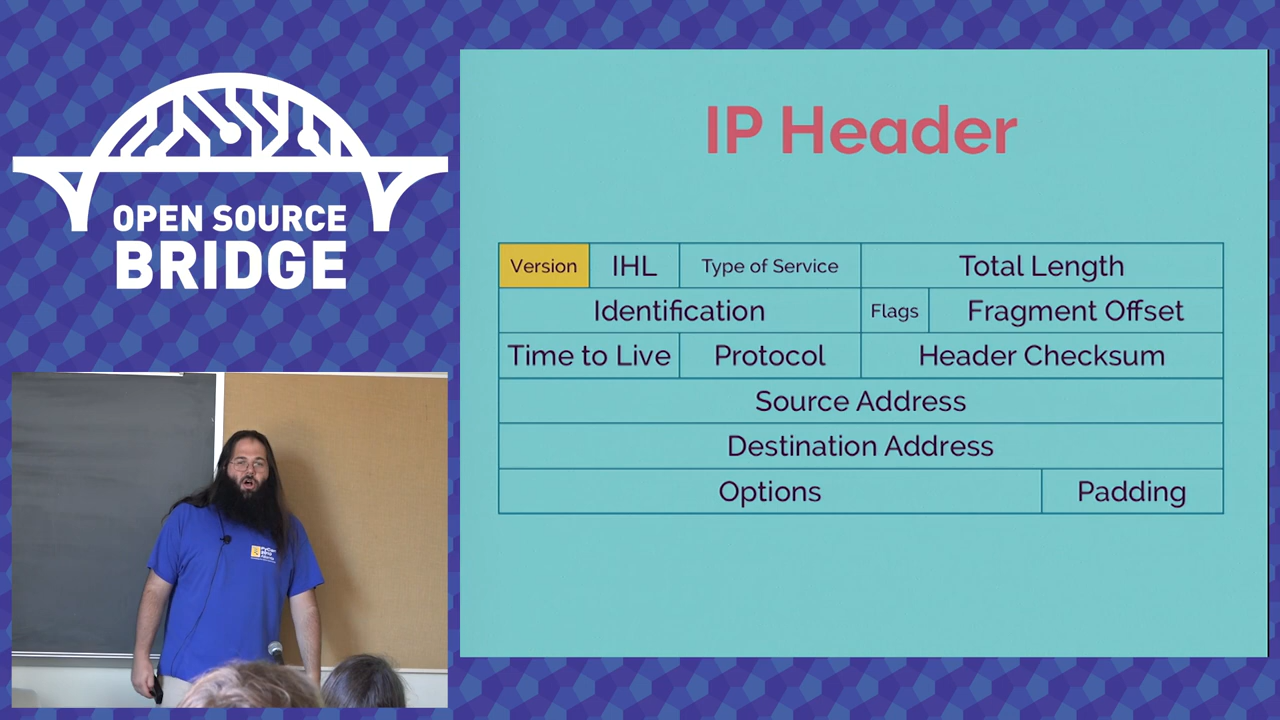 OPEN SOURCE
BRIDGE
IP Header
Version IHL Type of Service Total Length
Identification Flags Fragment Offset
Time to Live Protocol Header Checksum
Source Address
Destination Address
Options Padding